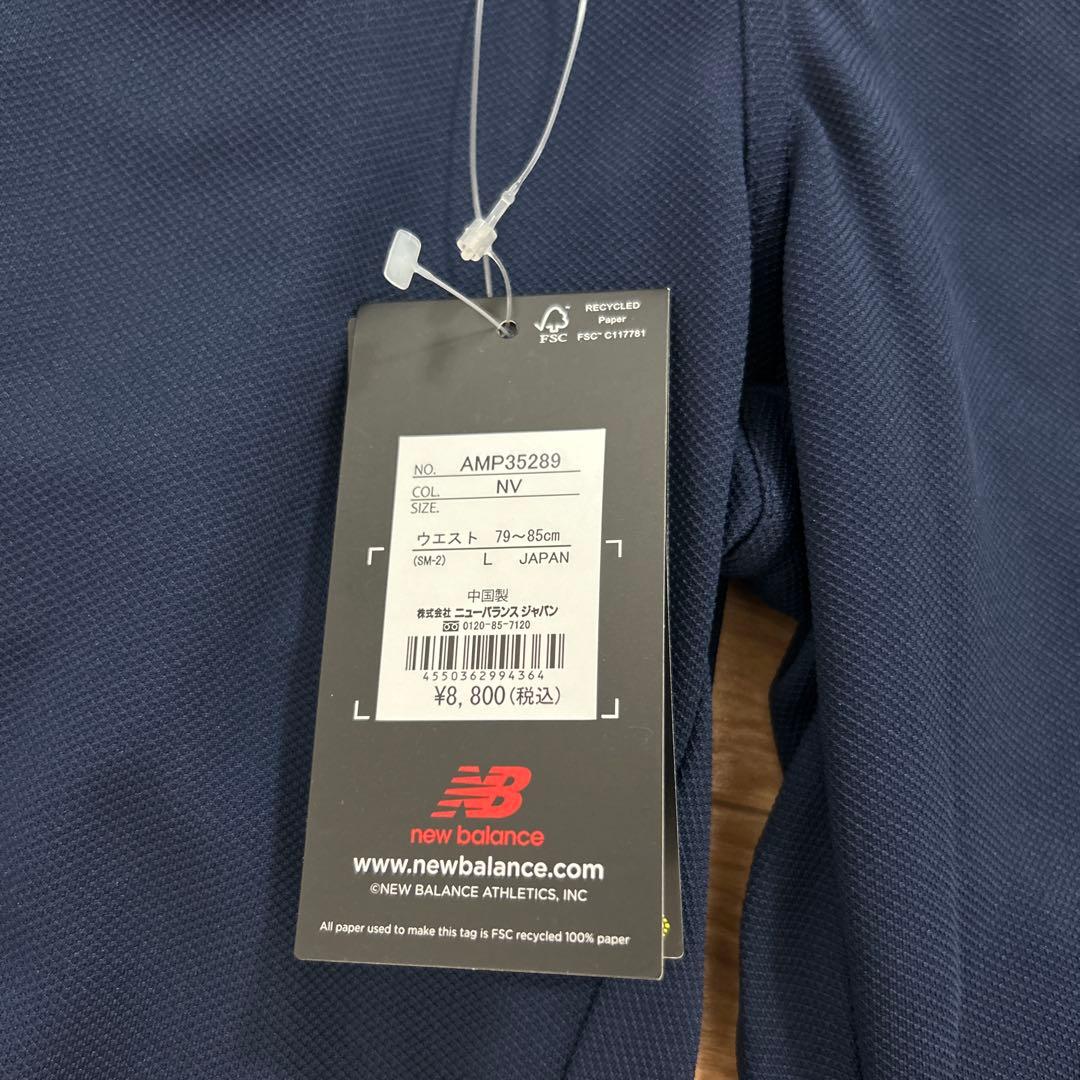 FSC
RECYCLED
Paper
FSC™ C117781
NO. AMP35289
COL. NV
SIZE.
ウエスト 79～85cm
(SM-2) L JAPAN
中国製
株式会社 ニューバランス ジャパン
0120-85-7120
4550362994364
¥8,800(税込)
NB
new balance
www.newbalance.com
©NEW BALANCE ATHLETICS, INC
All paper used to make this tag is FSC recycled 100% paper